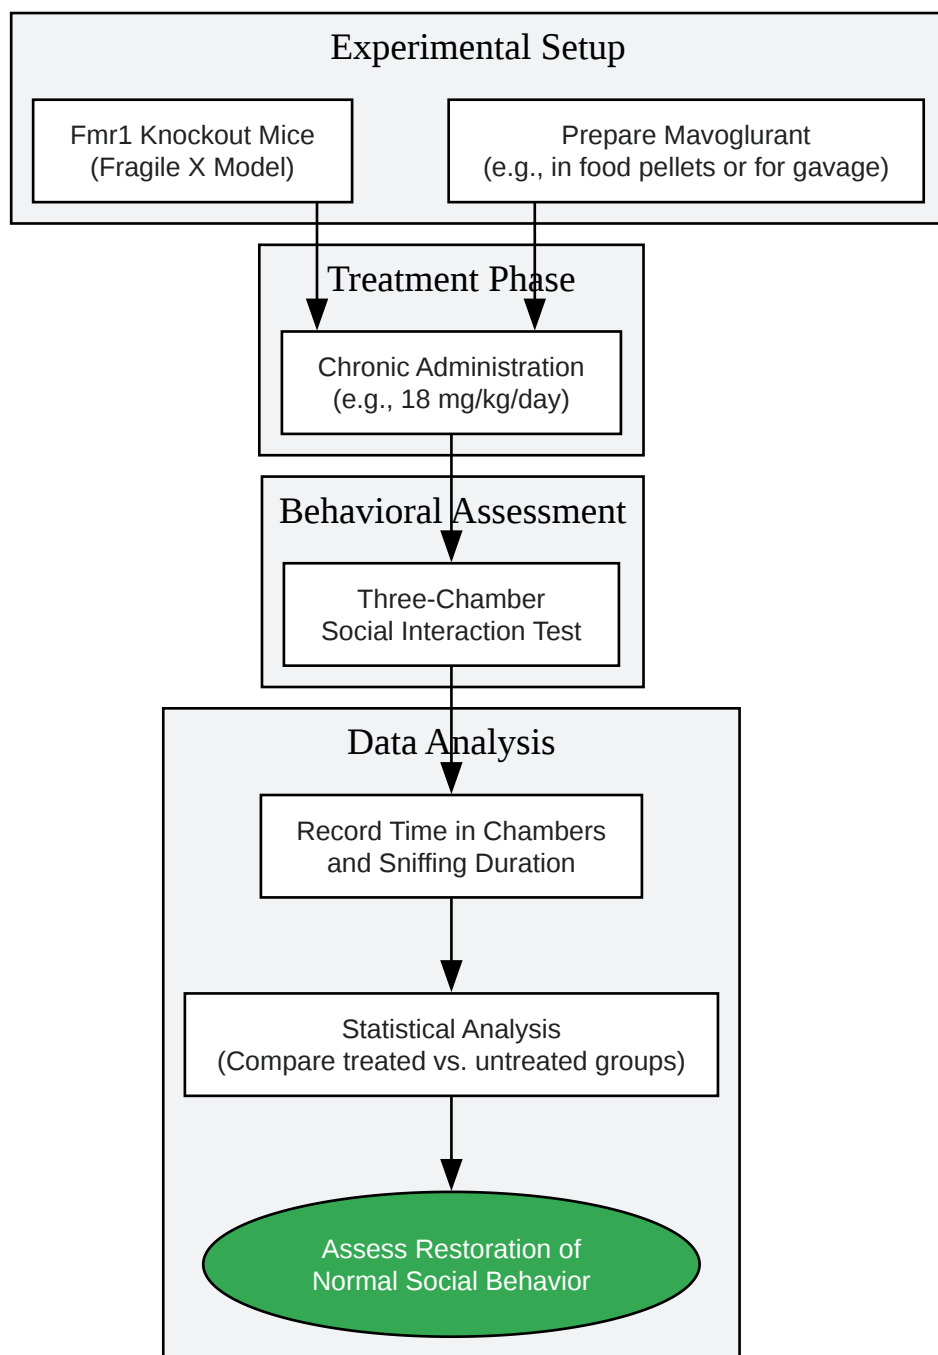 Experimental Setup
Fmr1 Knockout Mice
(Fragile X Model)
Prepare Mavoglurant
(e.g., in food pellets or for gavage)
Treatment Phase
Chronic Administration
(e.g., 18 mg/kg/day)
Behavioral Assessment
Three-Chamber
Social Interaction Test
Data Analysis
Record Time in Chambers
and Sniffing Duration
Statistical Analysis
(Compare treated vs. untreated groups)
Assess Restoration of
Normal Social Behavior